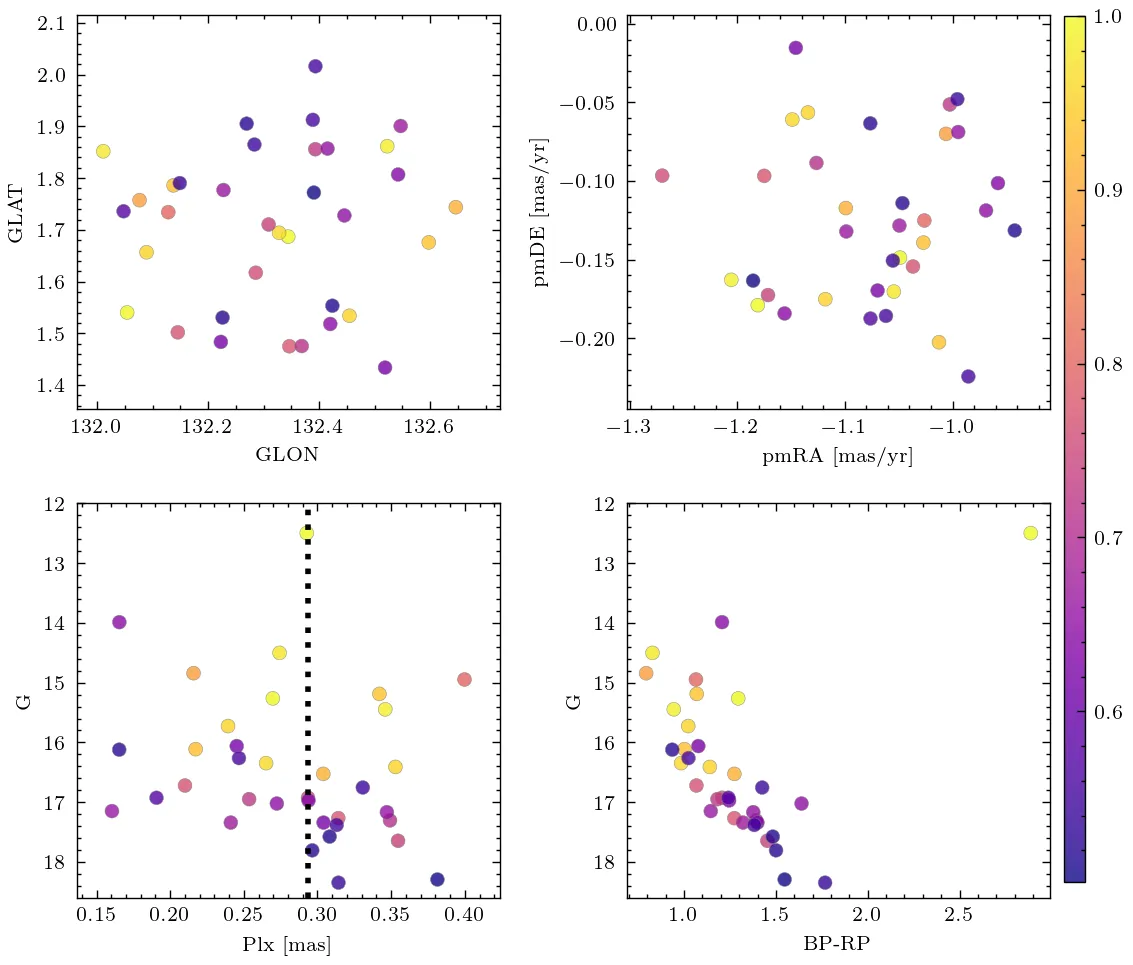 2.1
2.0
1.9
1.8
1.7
1.6
1.5
1.4
GLAT
132.0 132.2 132.4 132.6
GLON
0.00
−0.05
−0.10
−0.15
−0.20
pmDE [mas/yr]
−1.3 −1.2 −1.1 −1.0
pmRA [mas/yr]
1.0
0.9
0.8
0.7
0.6
12
13
14
15
16
17
18
G
0.15 0.20 0.25 0.30 0.35 0.40
Plx [mas]
12
13
14
15
16
17
18
G
1.0 1.5 2.0 2.5
BP-RP